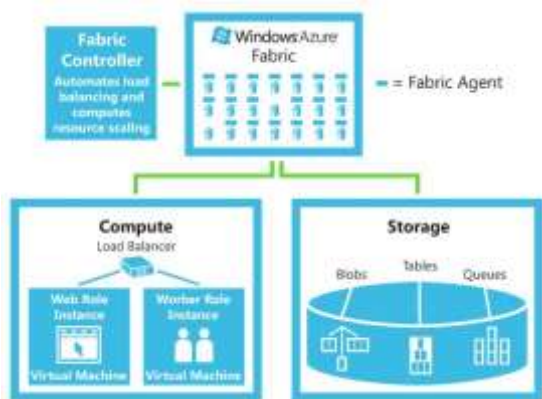 Fabric
Controller
Automates load
balancing and
computes
resource scaling
Windows Azure
Fabric
= Fabric Agent
Compute
Load Balancer
Web Role
Instance
Virtual Machine
Worker Role
Instance
Virtual Machine
Storage
Blobs
Tables
Queues